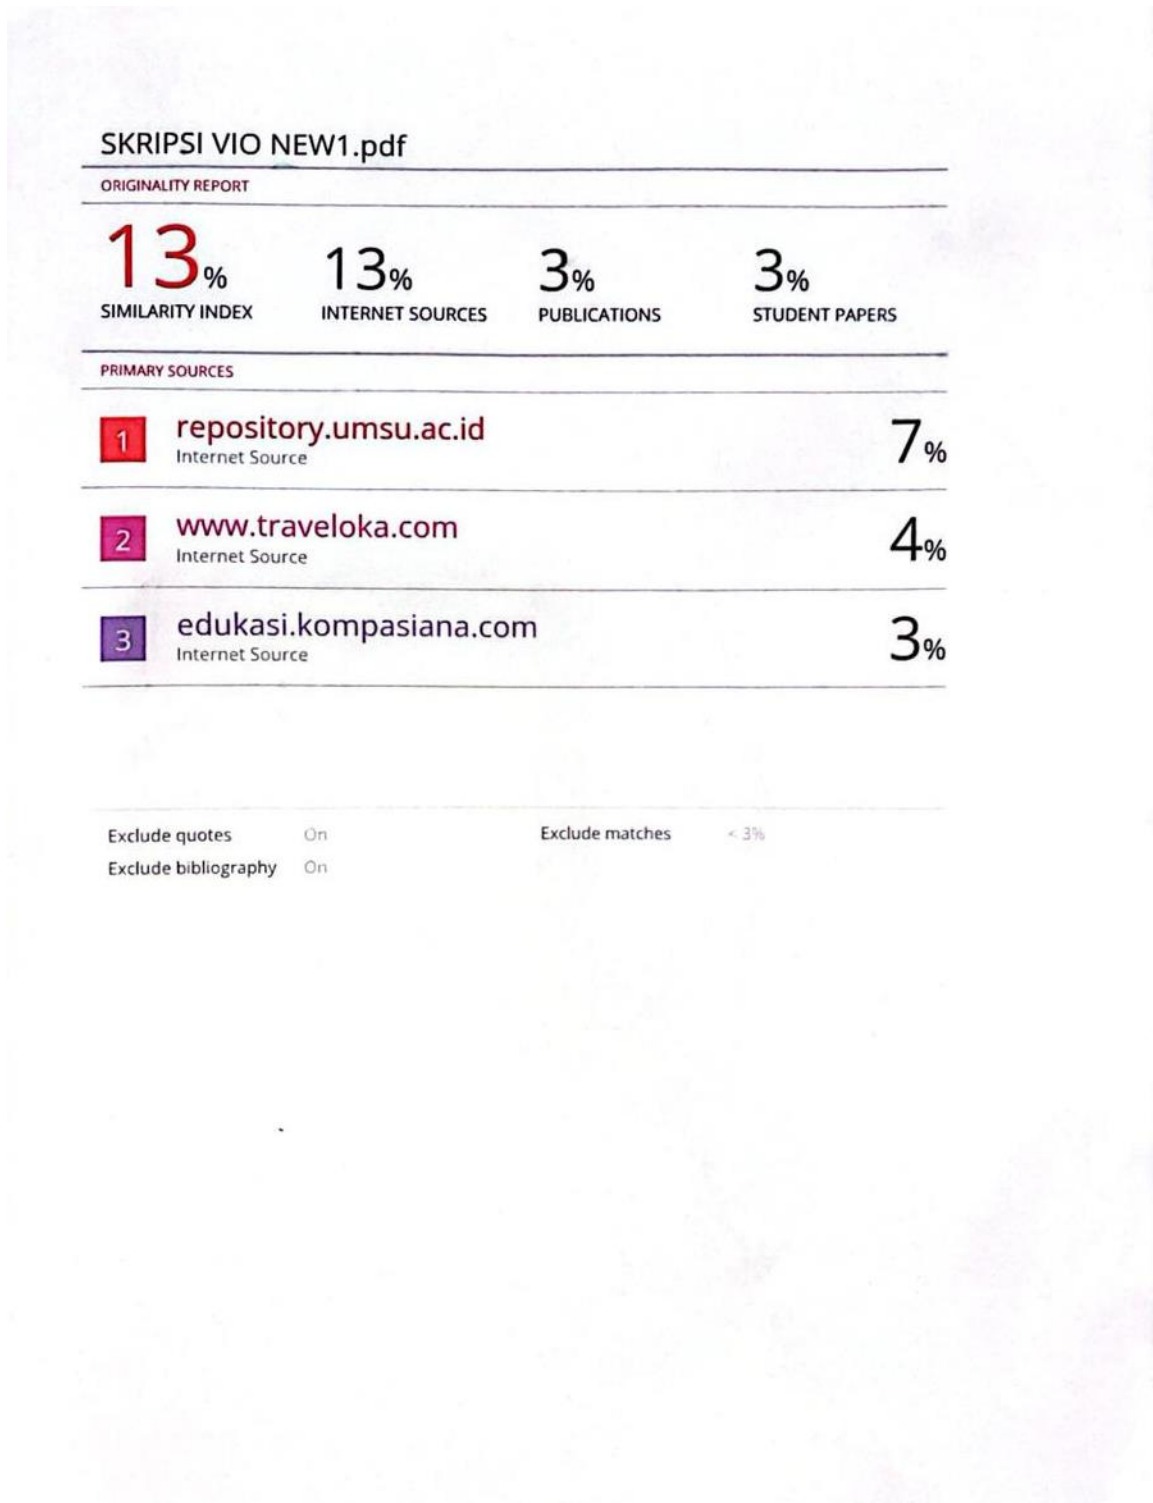 SKRIPSI VIO NEW1.pdf
ORIGINALITY REPORT
13% 13% 3% 3%
SIMILARITY INDEX INTERNET SOURCES PUBLICATIONS STUDENT PAPERS
PRIMARY SOURCES
1 repository.umsu.ac.id 7%
Internet Source
2 www.traveloka.com 4%
Internet Source
3 edukasi.kompasiana.com 3%
Internet Source
Exclude quotes On Exclude matches < 3%
Exclude bibliography On